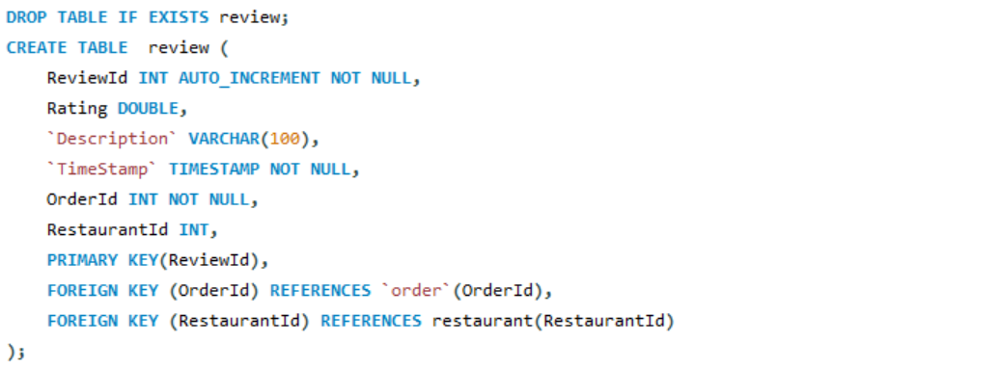 DROP TABLE IF EXISTS review;
CREATE TABLE  review (
    ReviewId INT AUTO_INCREMENT NOT NULL,
    Rating DOUBLE,
    `Description` VARCHAR(100),
    `TimeStamp` TIMESTAMP NOT NULL,
    OrderId INT NOT NULL,
    RestaurantId INT,
    PRIMARY KEY(ReviewId),
    FOREIGN KEY (OrderId) REFERENCES `order`(OrderId),
    FOREIGN KEY (RestaurantId) REFERENCES restaurant(RestaurantId)
);